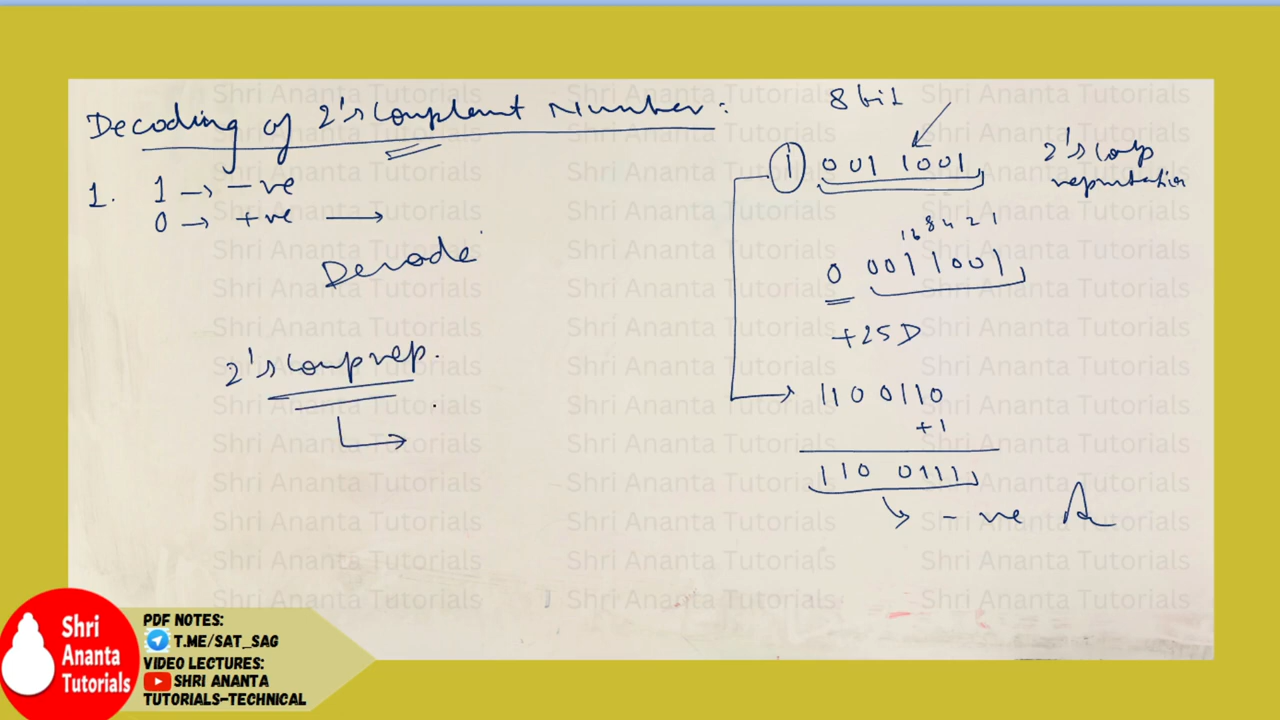 Decoding of 2's Complemt Number:
1. 1 → -ve
0 → +ve →
Decode
2's Comp rep.
8 bit
1 001 1001
2's Comp
representation
16 8 4 2 1
0 0011001
+25D
1100110
+1
110 0111
→ -ve
Shri
Ananta
Tutorials
PDF NOTES:
T.ME/SAT_SAG
VIDEO LECTURES:
SHRI ANANTA
TUTORIALS-TECHNICAL